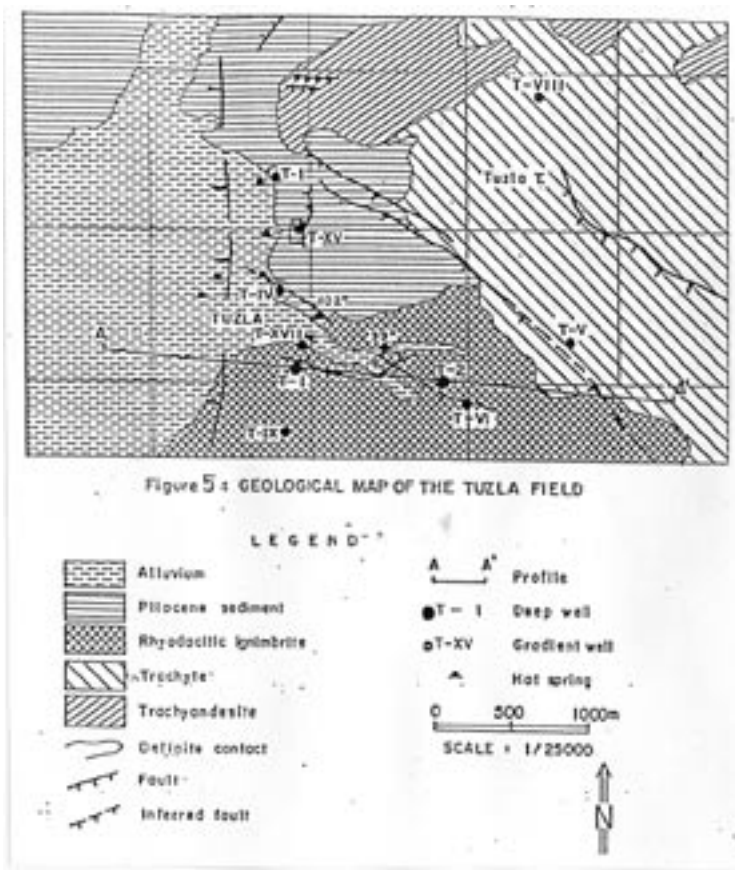 T-VIII
T-I
Tuzla T.
T-XV
T-IV
TUZLA
T-XVII
A
T-V
T-VI
T-IX
Figure 5: GEOLOGICAL MAP OF THE TUZLA FIELD
LEGEND
Alluvium
Pliocene sediment
Rhyodacitic Ignimbrite
Trachyte
Trachyandesite
Definite contact
Fault
Inferred fault
A A'
Profile
T-1 Deep well
T-XV Gradient well
Hot spring
0 500 1000m
SCALE = 1/25000
N